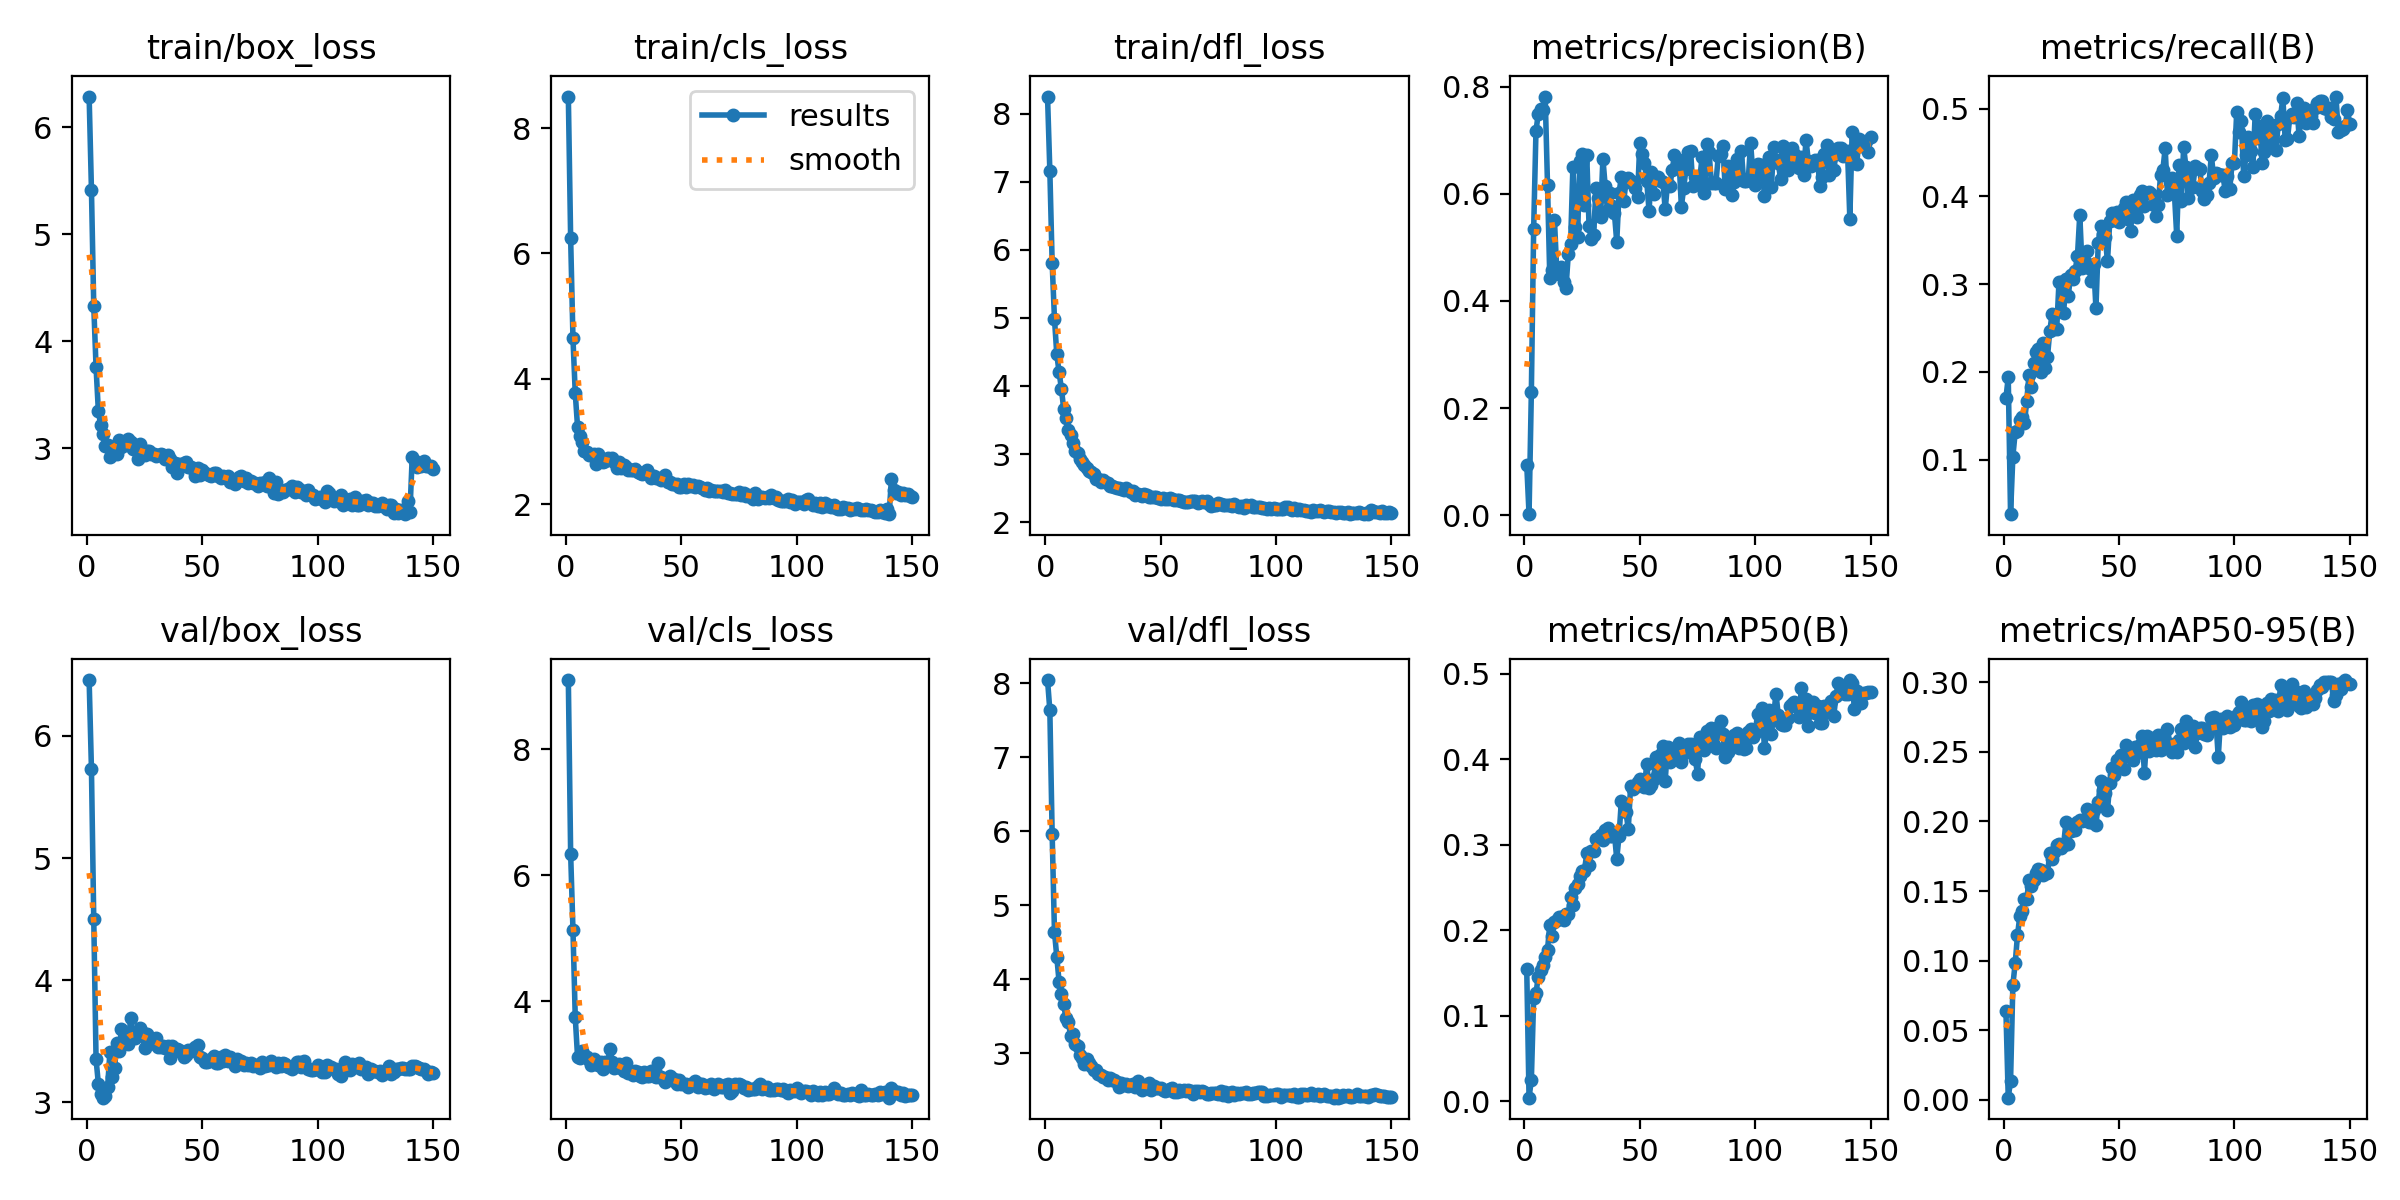 train/box_loss
train/cls_loss
train/dfl_loss
metrics/precision(B)
metrics/recall(B)
results
smooth
6
5
4
3
0 50 100 150
8
6
4
2
0 50 100 150
8
7
6
5
4
3
2
0 50 100 150
0.8
0.6
0.4
0.2
0.0
0 50 100 150
0.5
0.4
0.3
0.2
0.1
0 50 100 150
val/box_loss
val/cls_loss
val/dfl_loss
metrics/mAP50(B)
metrics/mAP50-95(B)
6
5
4
3
0 50 100 150
8
6
4
0 50 100 150
8
7
6
5
4
3
0 50 100 150
0.5
0.4
0.3
0.2
0.1
0.0
0 50 100 150
0.30
0.25
0.20
0.15
0.10
0.05
0.00
0 50 100 150